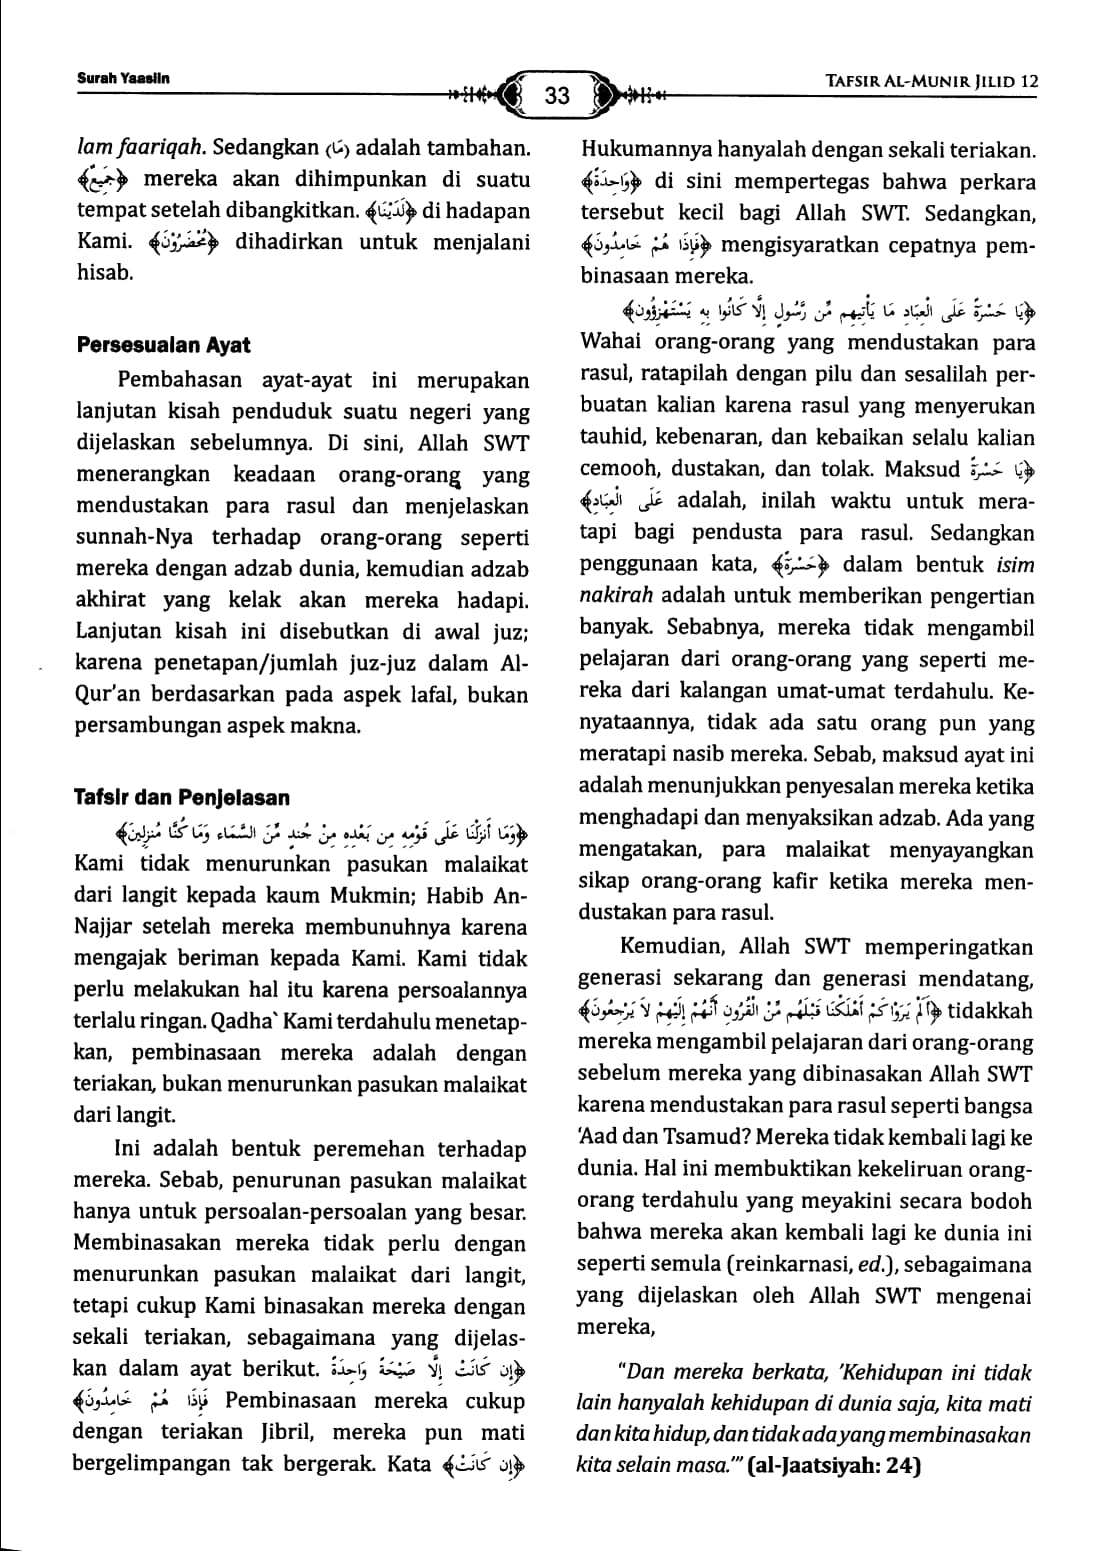 Surah Yaasiin
33
TAFSIR AL-MUNIR JILID 12
lam faariqah. Sedangkan (مَا) adalah tambahan.
﴿جَمِيْعٌ﴾ mereka akan dihimpunkan di suatu
tempat setelah dibangkitkan. ﴿لَدَيْنَا﴾ di hadapan
Kami. ﴿مُحْضَرُوْنَ﴾ dihadirkan untuk menjalani
hisab.
Persesuaian Ayat
Pembahasan ayat-ayat ini merupakan
lanjutan kisah penduduk suatu negeri yang
dijelaskan sebelumnya. Di sini, Allah SWT
menerangkan keadaan orang-orang yang
mendustakan para rasul dan menjelaskan
sunnah-Nya terhadap orang-orang seperti
mereka dengan adzab dunia, kemudian adzab
akhirat yang kelak akan mereka hadapi.
Lanjutan kisah ini disebutkan di awal juz;
karena penetapan/jumlah juz-juz dalam Al-
Qur'an berdasarkan pada aspek lafal, bukan
persambungan aspek makna.
Tafsir dan Penjelasan
﴿وَمَا أَنزَلْنَا عَلَى قَوْمِهِ مِن بَعْدِهِ مِنْ جُندٍ مِّنَ السَّمَاء وَمَا كُنَّا مُنزِلِينَ﴾
Kami tidak menurunkan pasukan malaikat
dari langit kepada kaum Mukmin; Habib An-
Najjar setelah mereka membunuhnya karena
mengajak beriman kepada Kami. Kami tidak
perlu melakukan hal itu karena persoalannya
terlalu ringan. Qadha` Kami terdahulu menetap-
kan, pembinasaan mereka adalah dengan
teriakan, bukan menurunkan pasukan malaikat
dari langit.
Ini adalah bentuk peremehan terhadap
mereka. Sebab, penurunan pasukan malaikat
hanya untuk persoalan-persoalan yang besar.
Membinasakan mereka tidak perlu dengan
menurunkan pasukan malaikat dari langit,
tetapi cukup Kami binasakan mereka dengan
sekali teriakan, sebagaimana yang dijelas-
kan dalam ayat berikut. ﴿إِن كَانَتْ إِلَّا صَيْحَةً وَاحِدَةً
فَإِذَا هُمْ خَامِدُونَ﴾ Pembinasaan mereka cukup
dengan teriakan Jibril, mereka pun mati
bergelimpangan tak bergerak. Kata ﴿إِن كَانَتْ﴾
Hukumannya hanyalah dengan sekali teriakan.
﴿وَاحِدَةً﴾ di sini mempertegas bahwa perkara
tersebut kecil bagi Allah SWT. Sedangkan,
﴿فَإِذَا هُمْ خَامِدُونَ﴾ mengisyaratkan cepatnya pem-
binasaan mereka.
﴿يَا حَسْرَةً عَلَى الْعِبَادِ مَا يَأْتِيهِم مِّن رَّسُولٍ إِلَّا كَانُوا بِهِ يَسْتَهْزِؤُون﴾
Wahai orang-orang yang mendustakan para
rasul, ratapilah dengan pilu dan sesalilah per-
buatan kalian karena rasul yang menyerukan
tauhid, kebenaran, dan kebaikan selalu kalian
cemooh, dustakan, dan tolak. Maksud ﴿يَا حَسْرَةً
عَلَى الْعِبَادِ﴾ adalah, inilah waktu untuk mera-
tapi bagi pendusta para rasul. Sedangkan
penggunaan kata, ﴿حَسْرَةً﴾ dalam bentuk isim
nakirah adalah untuk memberikan pengertian
banyak. Sebabnya, mereka tidak mengambil
pelajaran dari orang-orang yang seperti me-
reka dari kalangan umat-umat terdahulu. Ke-
nyataannya, tidak ada satu orang pun yang
meratapi nasib mereka. Sebab, maksud ayat ini
adalah menunjukkan penyesalan mereka ketika
menghadapi dan menyaksikan adzab. Ada yang
mengatakan, para malaikat menyayangkan
sikap orang-orang kafir ketika mereka men-
dustakan para rasul.
Kemudian, Allah SWT memperingatkan
generasi sekarang dan generasi mendatang,
﴿أَلَمْ يَرَوْا كَمْ أَهْلَكْنَا قَبْلَهُم مِّنَ الْقُرُونِ أَنَّهُمْ إِلَيْهِمْ لاَ يَرْجِعُونَ﴾ tidakkah
mereka mengambil pelajaran dari orang-orang
sebelum mereka yang dibinasakan Allah SWT
karena mendustakan para rasul seperti bangsa
‘Aad dan Tsamud? Mereka tidak kembali lagi ke
dunia. Hal ini membuktikan kekeliruan orang-
orang terdahulu yang meyakini secara bodoh
bahwa mereka akan kembali lagi ke dunia ini
seperti semula (reinkarnasi, ed.), sebagaimana
yang dijelaskan oleh Allah SWT mengenai
mereka,
"Dan mereka berkata, 'Kehidupan ini tidak
lain hanyalah kehidupan di dunia saja, kita mati
dan kita hidup, dan tidak ada yang membinasakan
kita selain masa.'" (al-Jaatsiyah: 24)